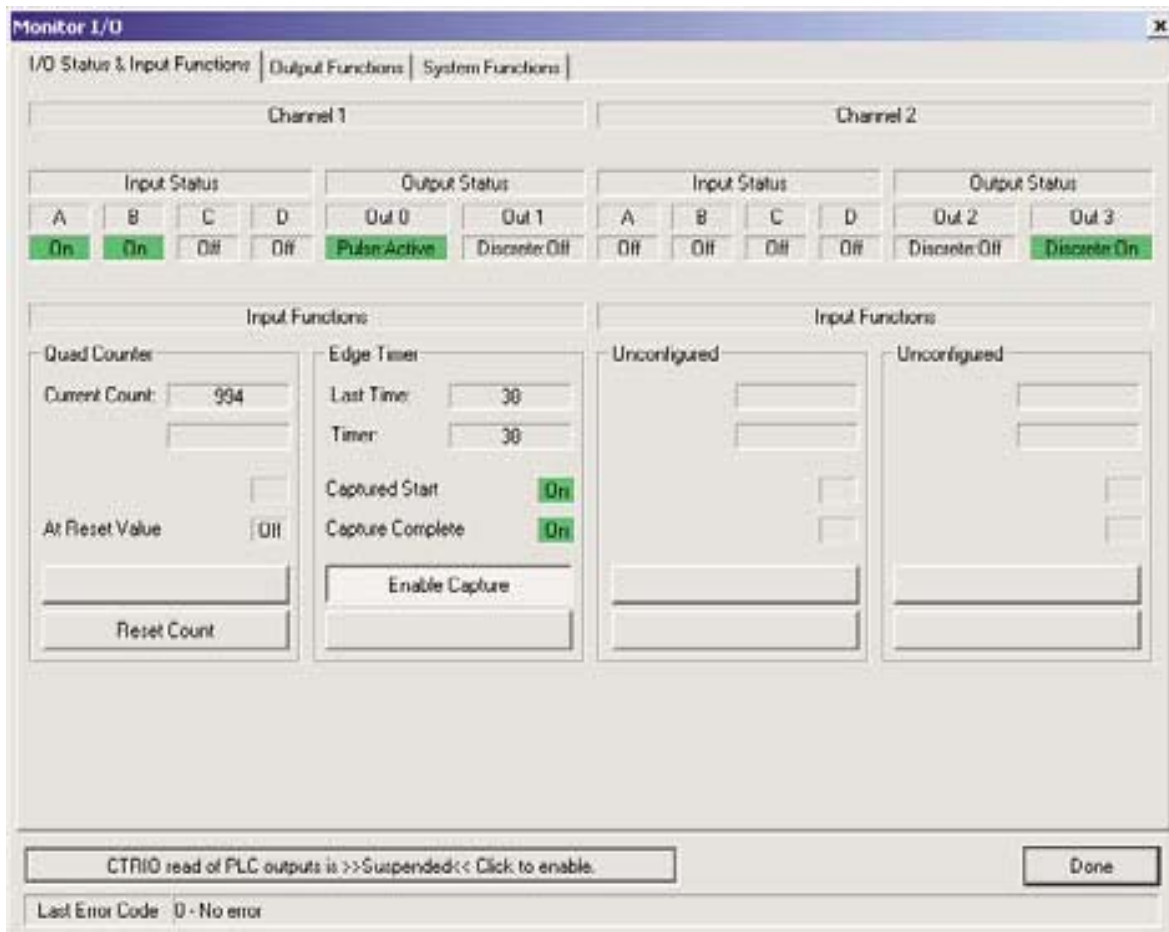 Monitor I/O
I/O Status & Input Functions Output Functions System Functions
Channel 1 Channel 2
Input Status Output Status Input Status Output Status
A B C D Out 0 Out 1 A B C D Out 2 Out 3
On On Off Off Pulse:Active Discrete:Off Off Off Off Off Discrete:Off Discrete:On
Input Functions Input Functions
Quad Counter Edge Timer Unconfigured Unconfigured
Current Count: 994 Last Time: 38
Timer: 38
Captured Start On
At Reset Value Off Capture Complete On
Enable Capture
Reset Count
CTRIO read of PLC outputs is >>Suspended<< Click to enable. Done
Last Error Code 0 - No error